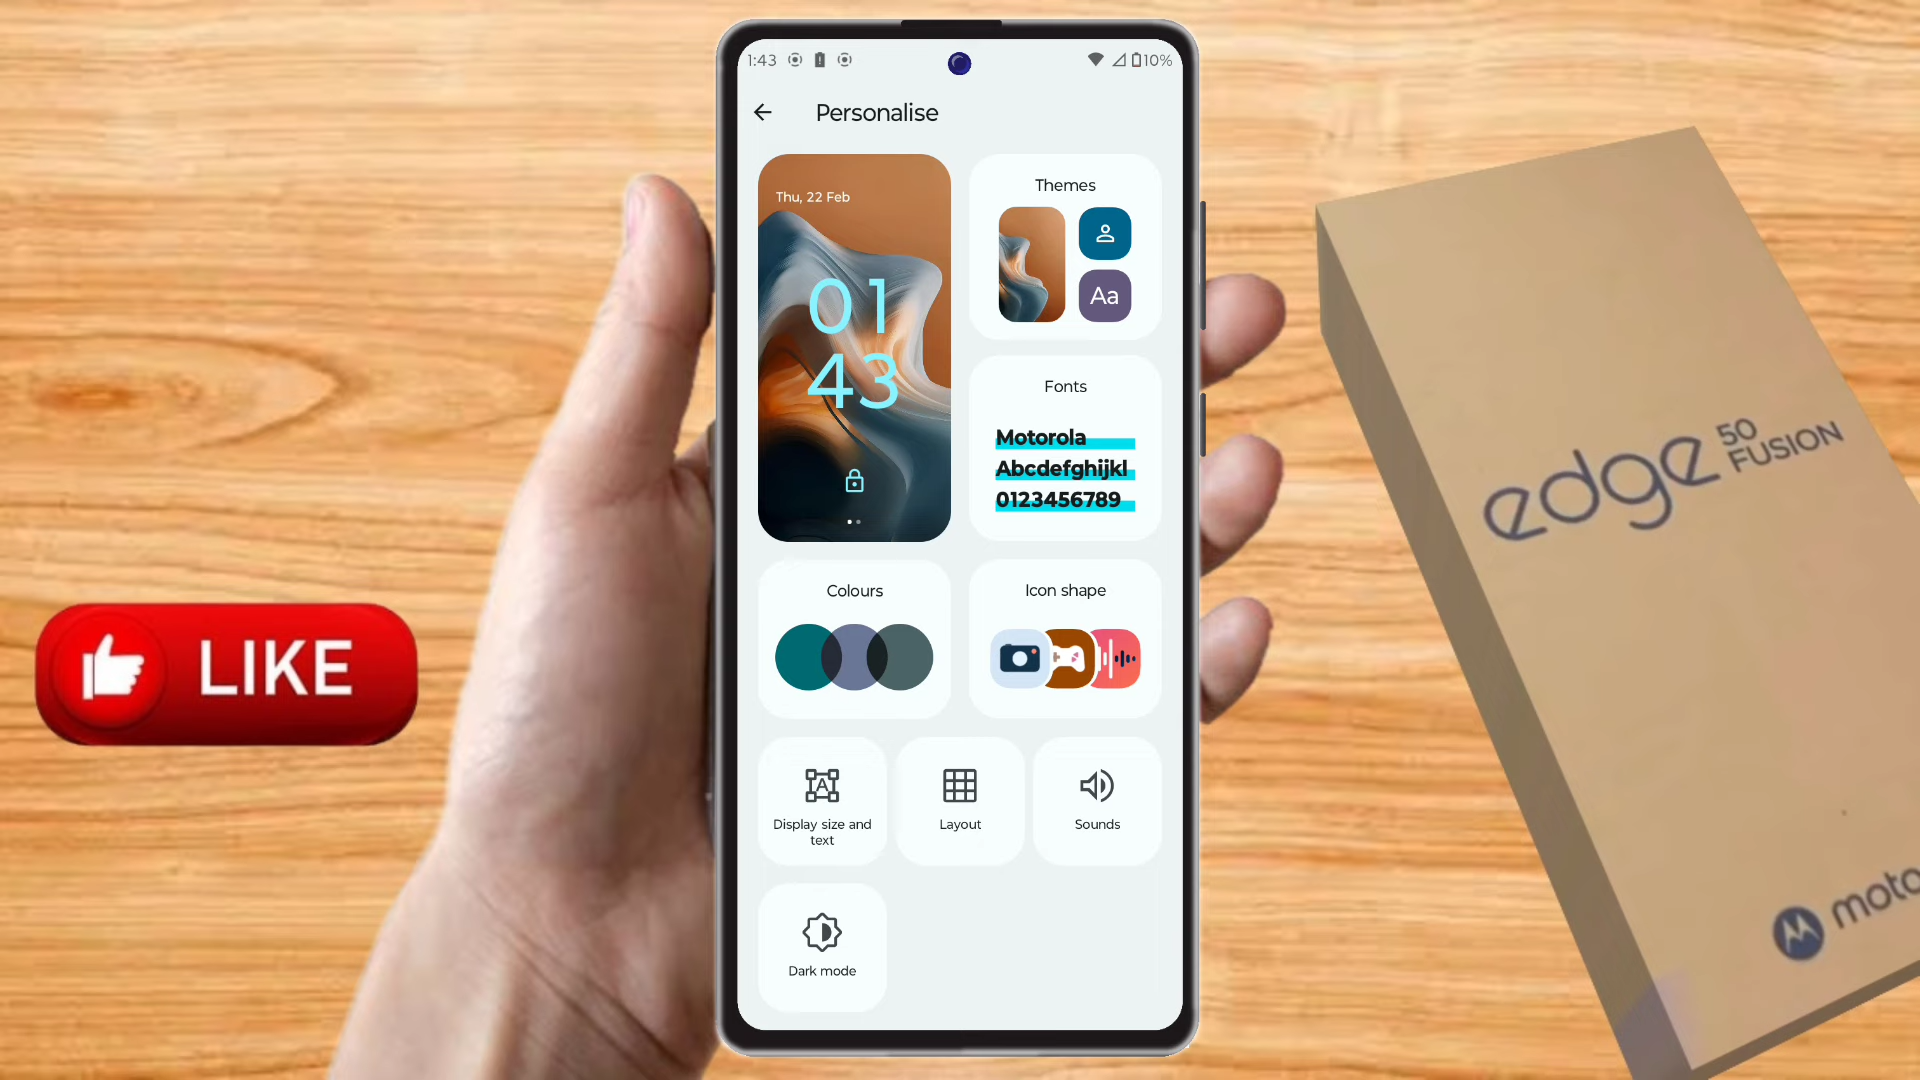 1:43
10%
Personalise
Thu, 22 Feb
01
43
Themes
Aa
Fonts
Motorola
Abcdefghijkl
0123456789
Colours
Icon shape
A
Display size and
text
Layout
Sounds
Dark mode
LIKE
edge 50
FUSION
moto